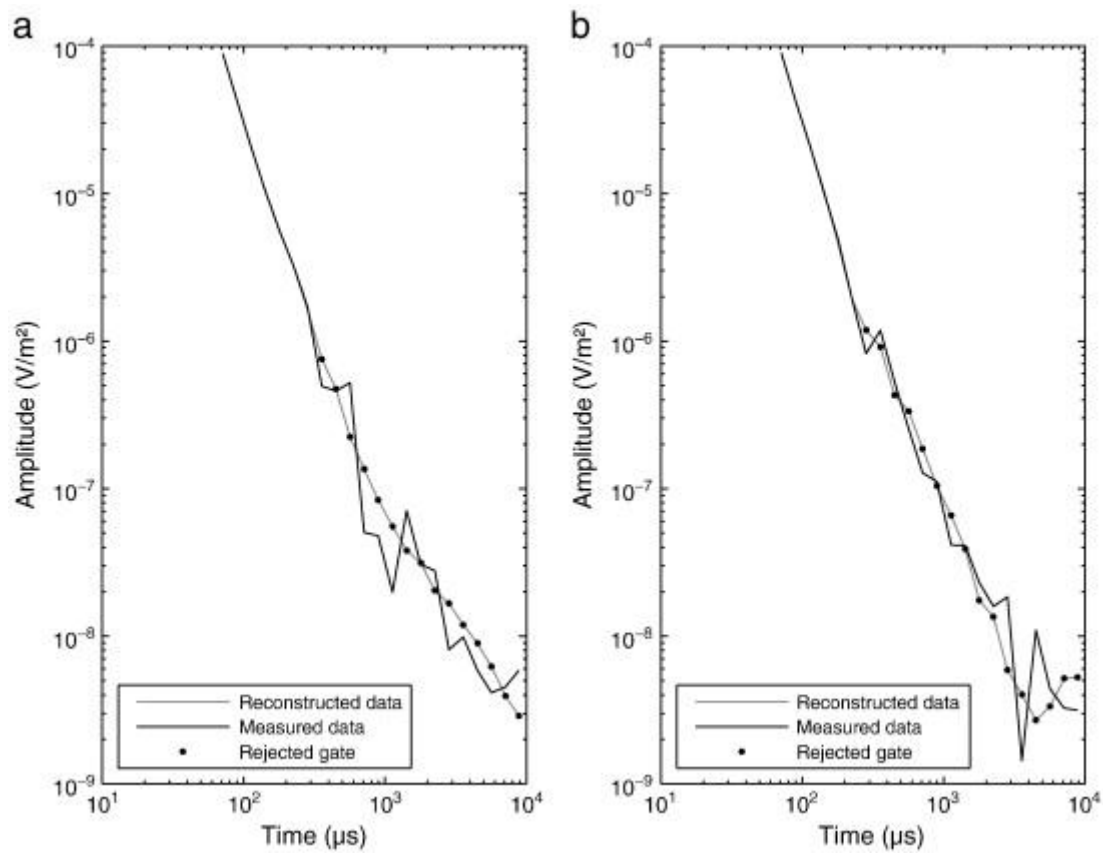 a
10⁻⁴
10⁻⁵
10⁻⁶
10⁻⁷
10⁻⁸
10⁻⁹
Amplitude (V/m²)
Reconstructed data
Measured data
Rejected gate
10¹ 10² 10³ 10⁴
Time (µs)
b
10⁻⁴
10⁻⁵
10⁻⁶
10⁻⁷
10⁻⁸
10⁻⁹
Amplitude (V/m²)
Reconstructed data
Measured data
Rejected gate
10¹ 10² 10³ 10⁴
Time (µs)